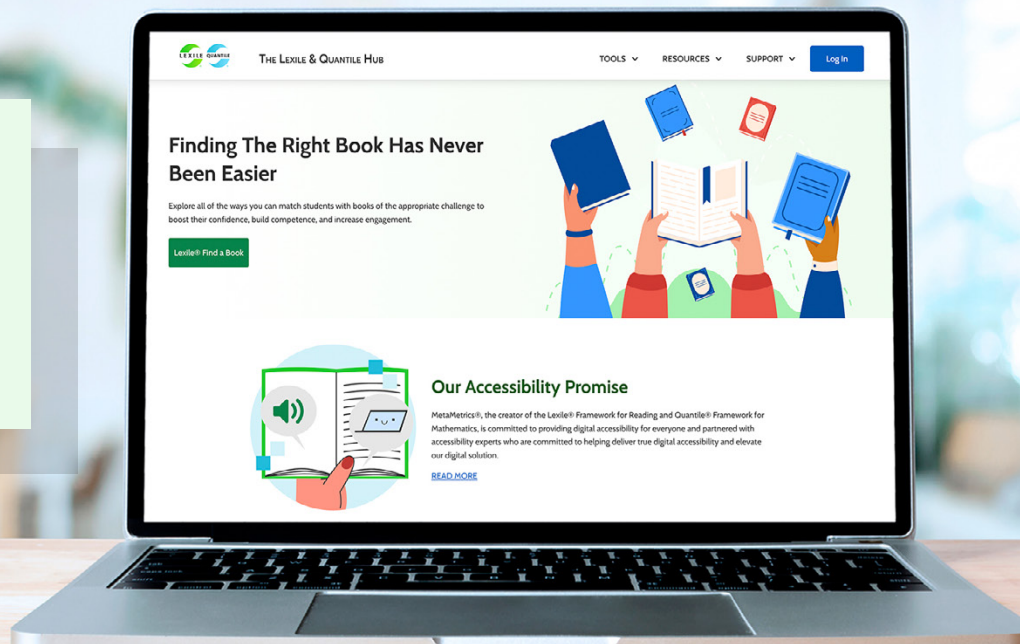 LEXILE QUANTILE
THE LEXILE & QUANTILE HUB
TOOLS
RESOURCES
SUPPORT
Log In
Finding The Right Book Has Never
Been Easier
Explore all of the ways you can match students with books of the appropriate challenge to
boost their confidence, build competence, and increase engagement.
Lexile® Find a Book
Our Accessibility Promise
MetaMetrics®, the creator of the Lexile® Framework for Reading and Quantile® Framework for
Mathematics, is committed to providing digital accessibility for everyone and partnered with
accessibility experts who are committed to helping deliver true digital accessibility and elevate
our digital solution.
READ MORE
control option command